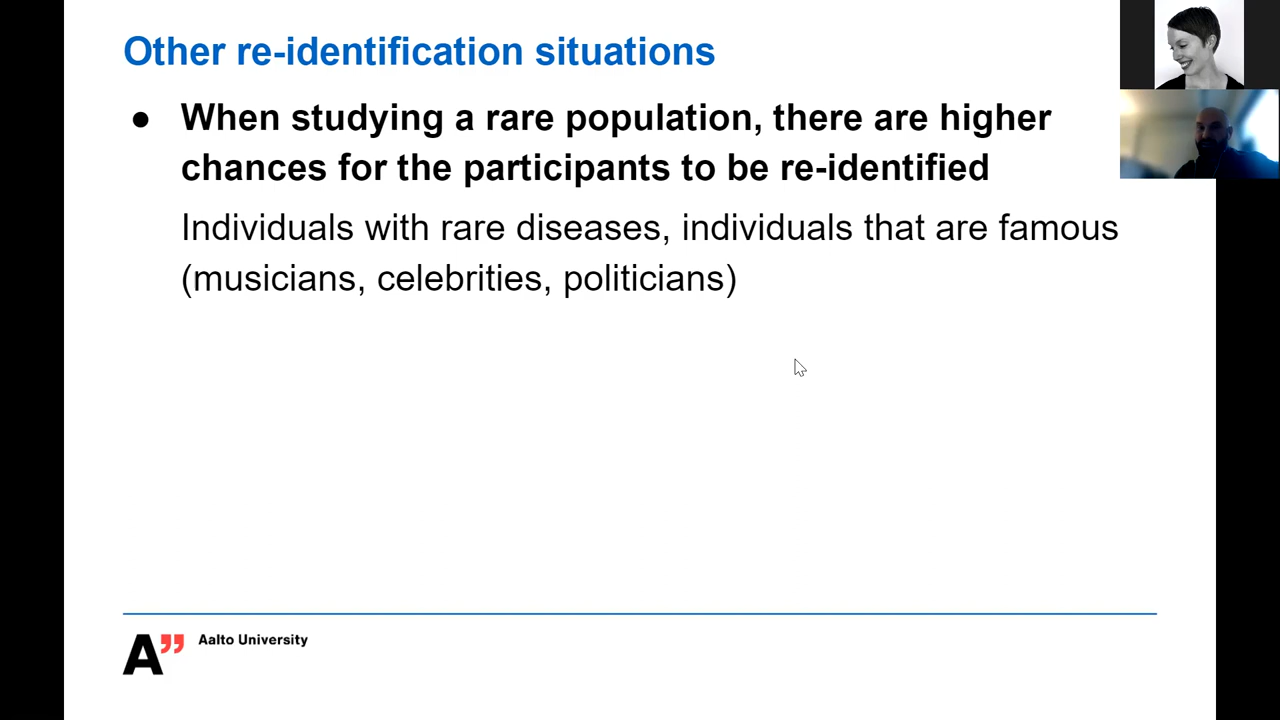 Other re-identification situations
● When studying a rare population, there are higher
chances for the participants to be re-identified
Individuals with rare diseases, individuals that are famous
(musicians, celebrities, politicians)
A”
Aalto University